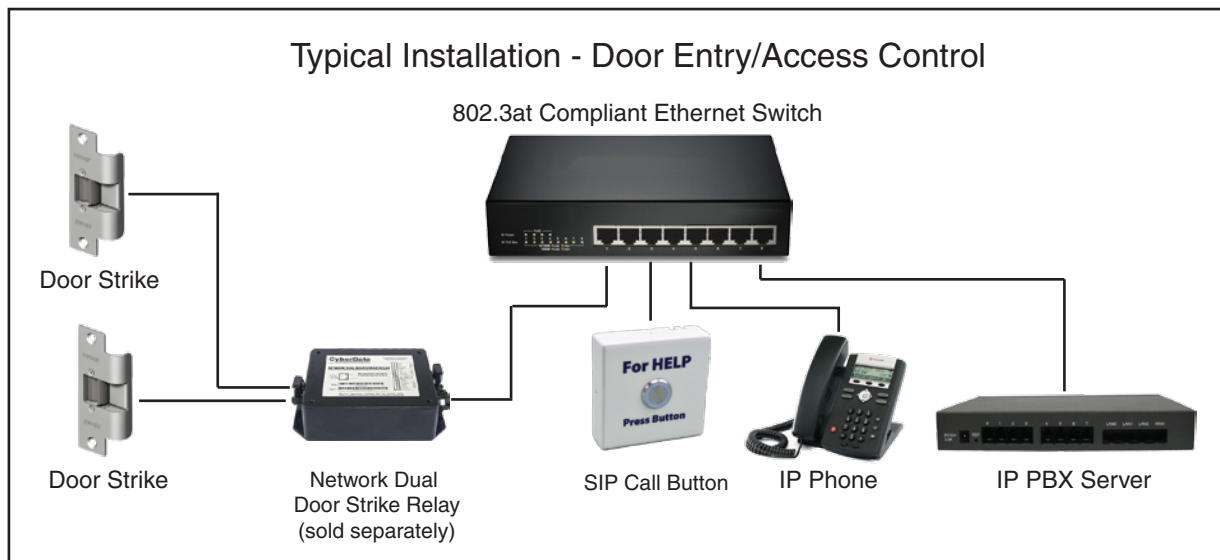 Typical Installation - Door Entry/Access Control
802.3at Compliant Ethernet Switch
Door Strike
Door Strike
CyberData
Network Dual
Door Strike Relay
(sold separately)
For HELP
Press Button
SIP Call Button
IP Phone
IP PBX Server